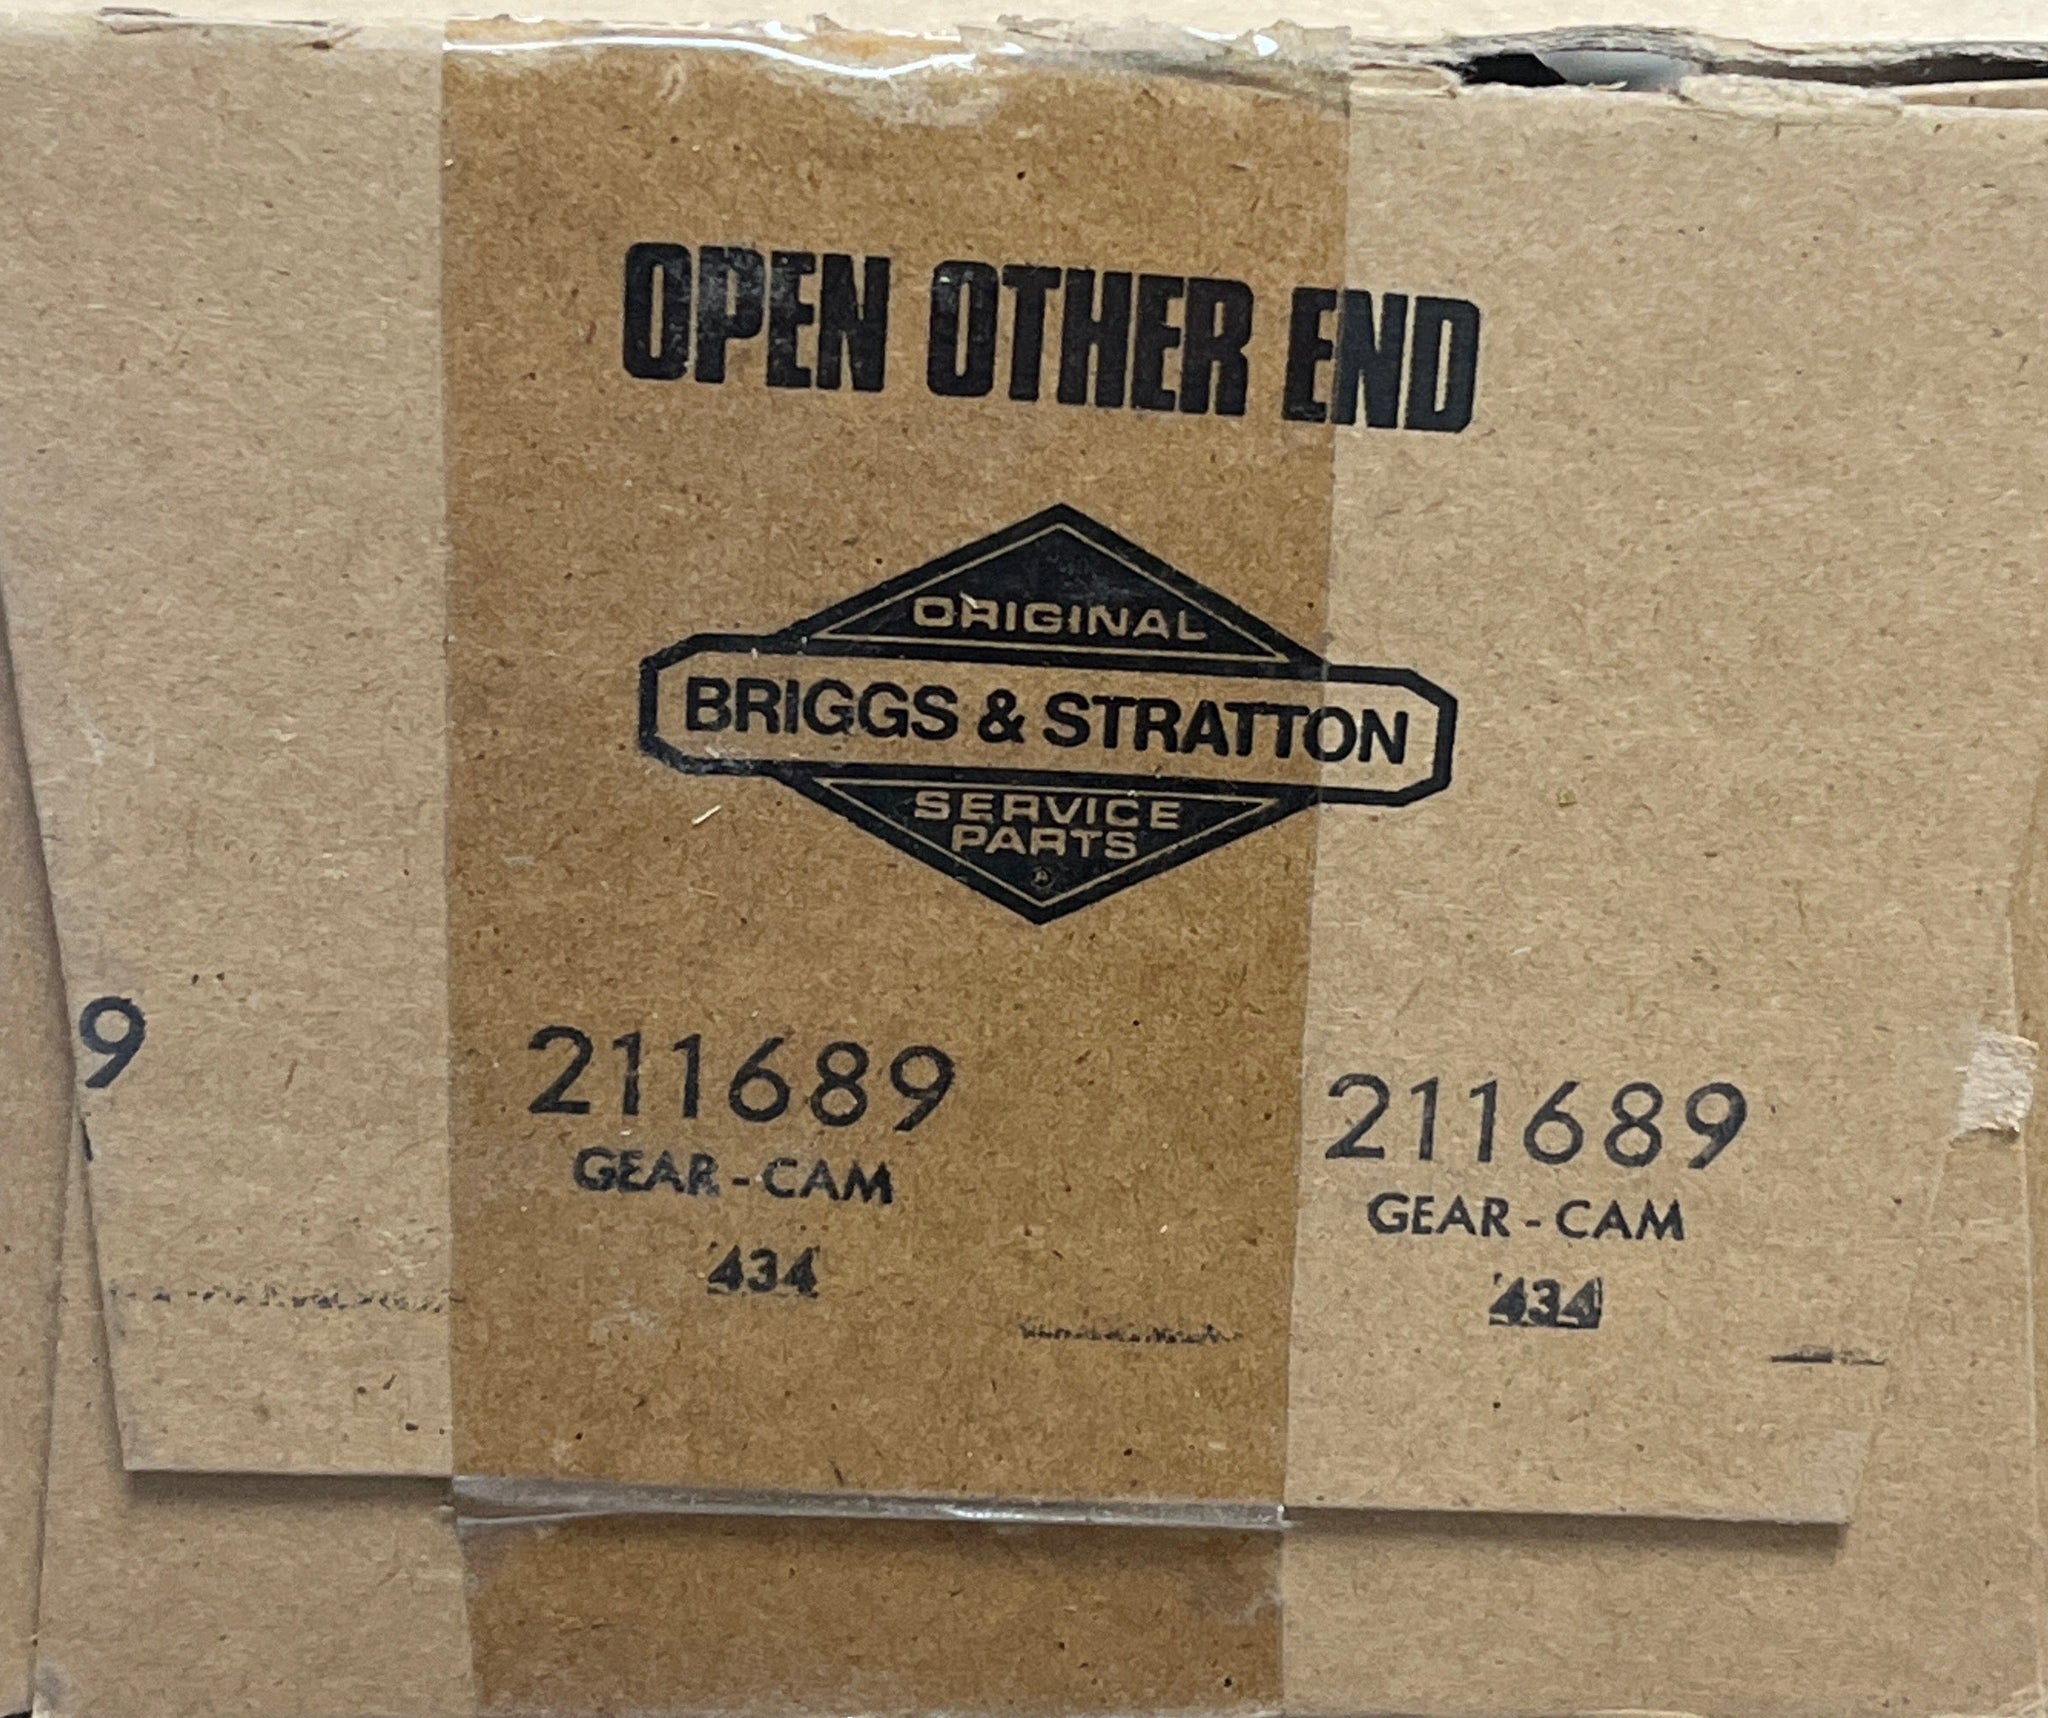 OPEN OTHER END
ORIGINAL
BRIGGS & STRATTON
SERVICE
PARTS
®
9 211689 211689
GEAR-CAM GEAR-CAM
434 434